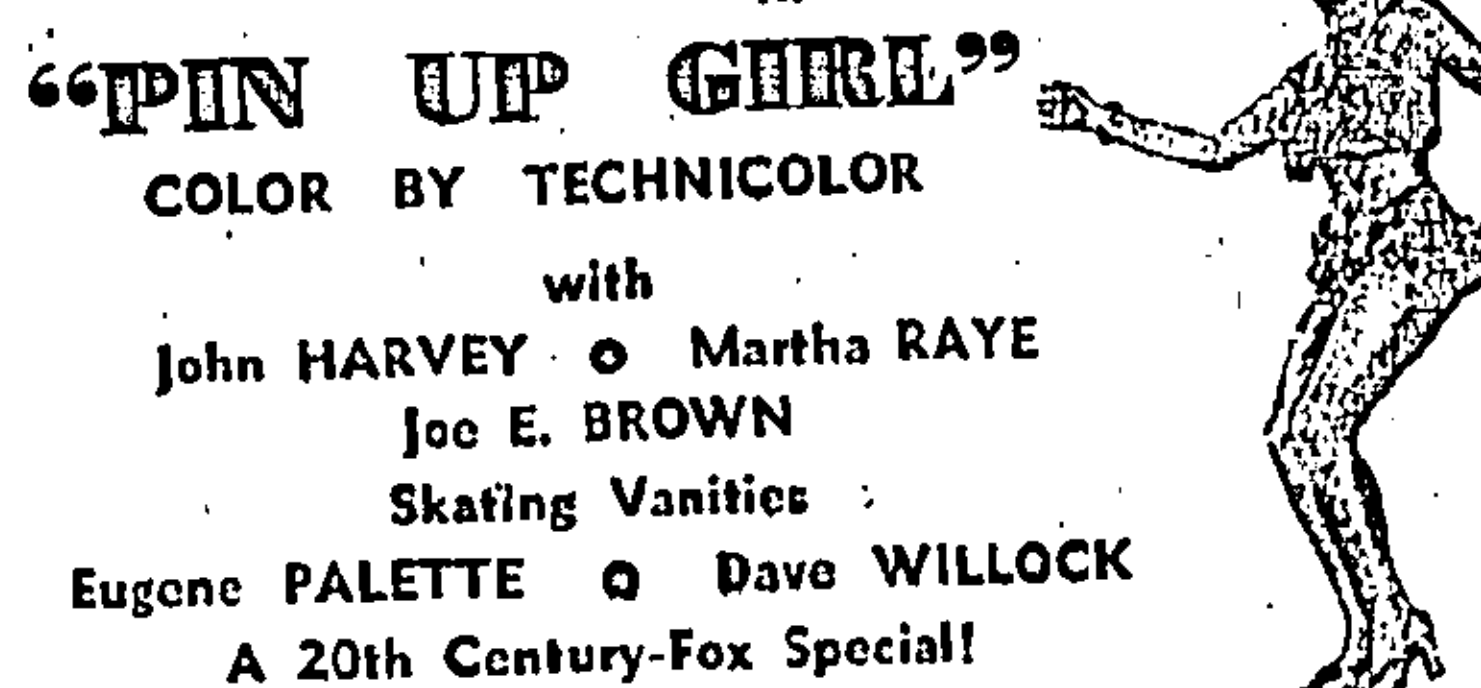 "PIN UP GIRL"
COLOR BY TECHNICOLOR
with
John HARVEY • Martha RAYE
Joe E. BROWN
Skating Vanities
Eugene PALETTE • Dave WILLOCK
A 20th Century-Fox Special!